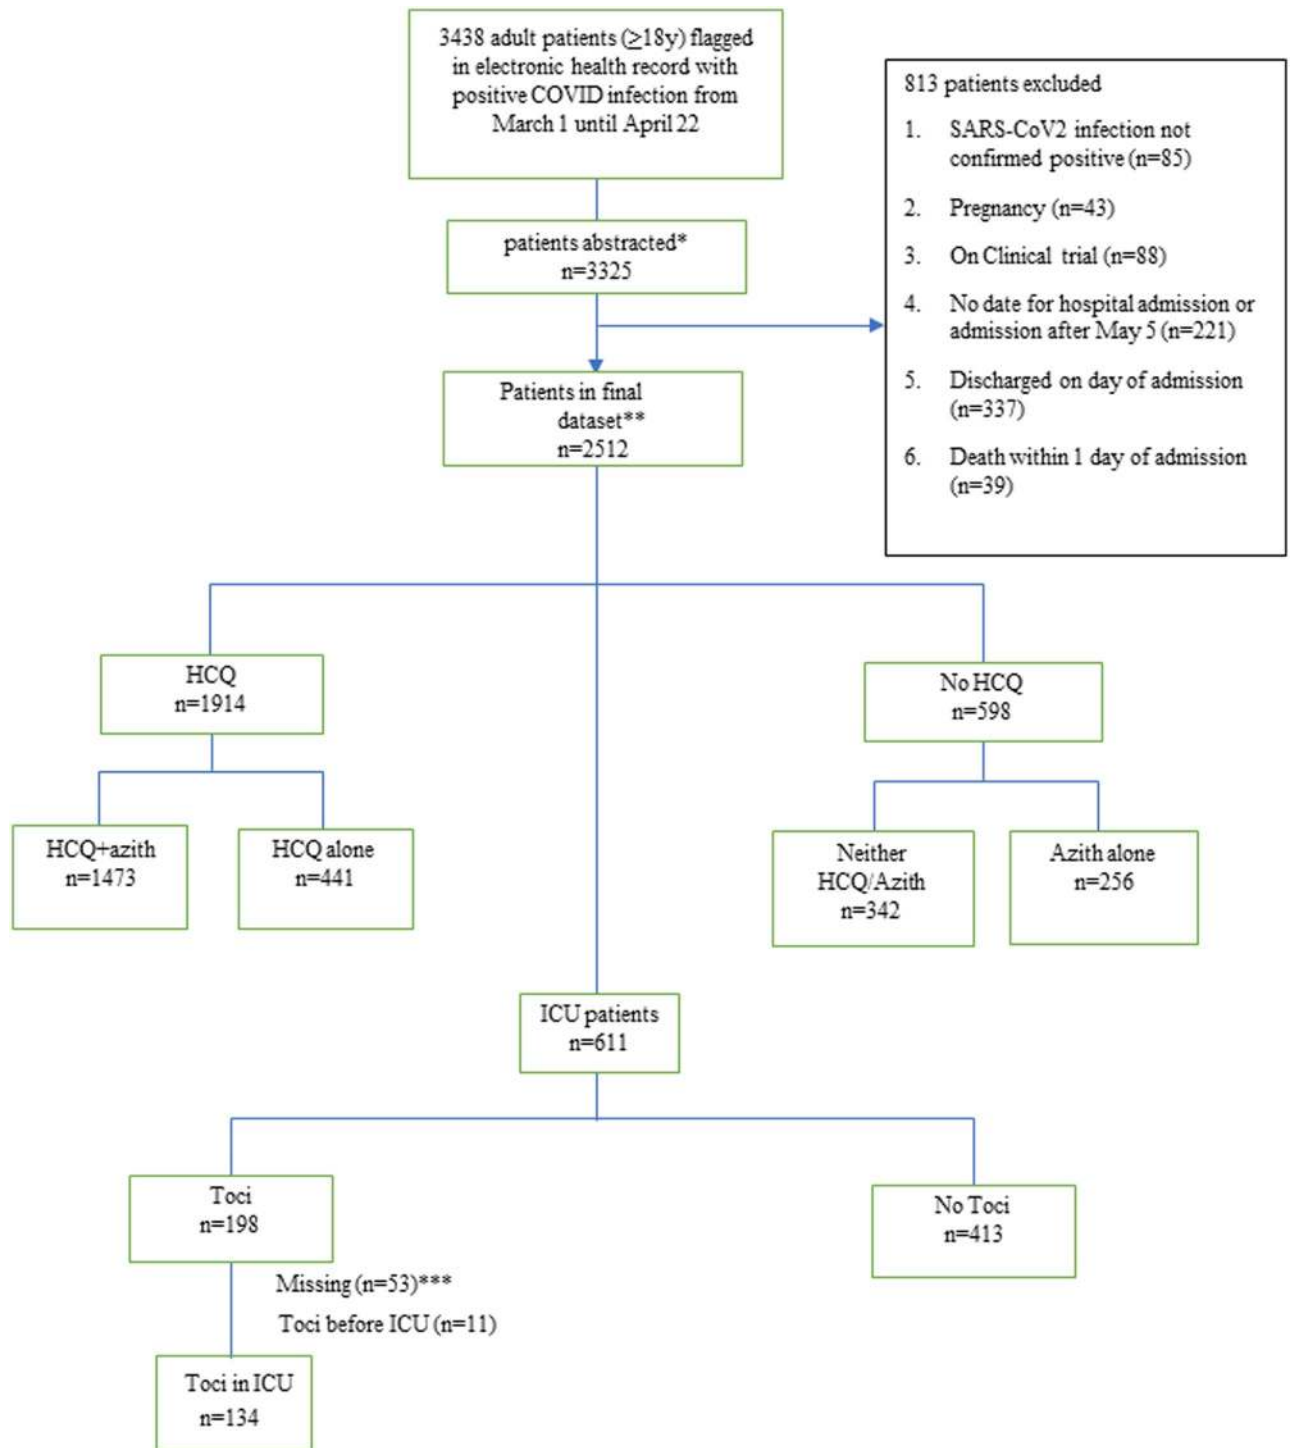 3438 adult patients (≥18y) flagged
in electronic health record with
positive COVID infection from
March 1 until April 22
813 patients excluded
1. SARS-CoV2 infection not
confirmed positive (n=85)
2. Pregnancy (n=43)
3. On Clinical trial (n=88)
4. No date for hospital admission or
admission after May 5 (n=221)
5. Discharged on day of admission
(n=337)
6. Death within 1 day of admission
(n=39)
patients abstracted*
n=3325
Patients in final
dataset**
n=2512
HCQ
n=1914
No HCQ
n=598
HCQ+azith
n=1473
HCQ alone
n=441
Neither
HCQ/Azith
n=342
Azith alone
n=256
ICU patients
n=611
Toci
n=198
No Toci
n=413
Missing (n=53)***
Toci before ICU (n=11)
Toci in ICU
n=134